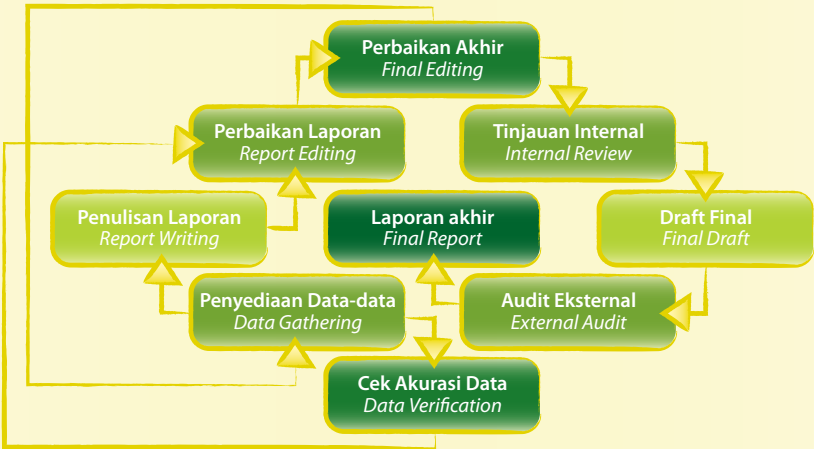 Perbaikan Akhir
Final Editing
Perbaikan Laporan
Report Editing
Tinjauan Internal
Internal Review
Penulisan Laporan
Report Writing
Laporan akhir
Final Report
Draft Final
Final Draft
Penyediaan Data-data
Data Gathering
Audit Eksternal
External Audit
Cek Akurasi Data
Data Verification